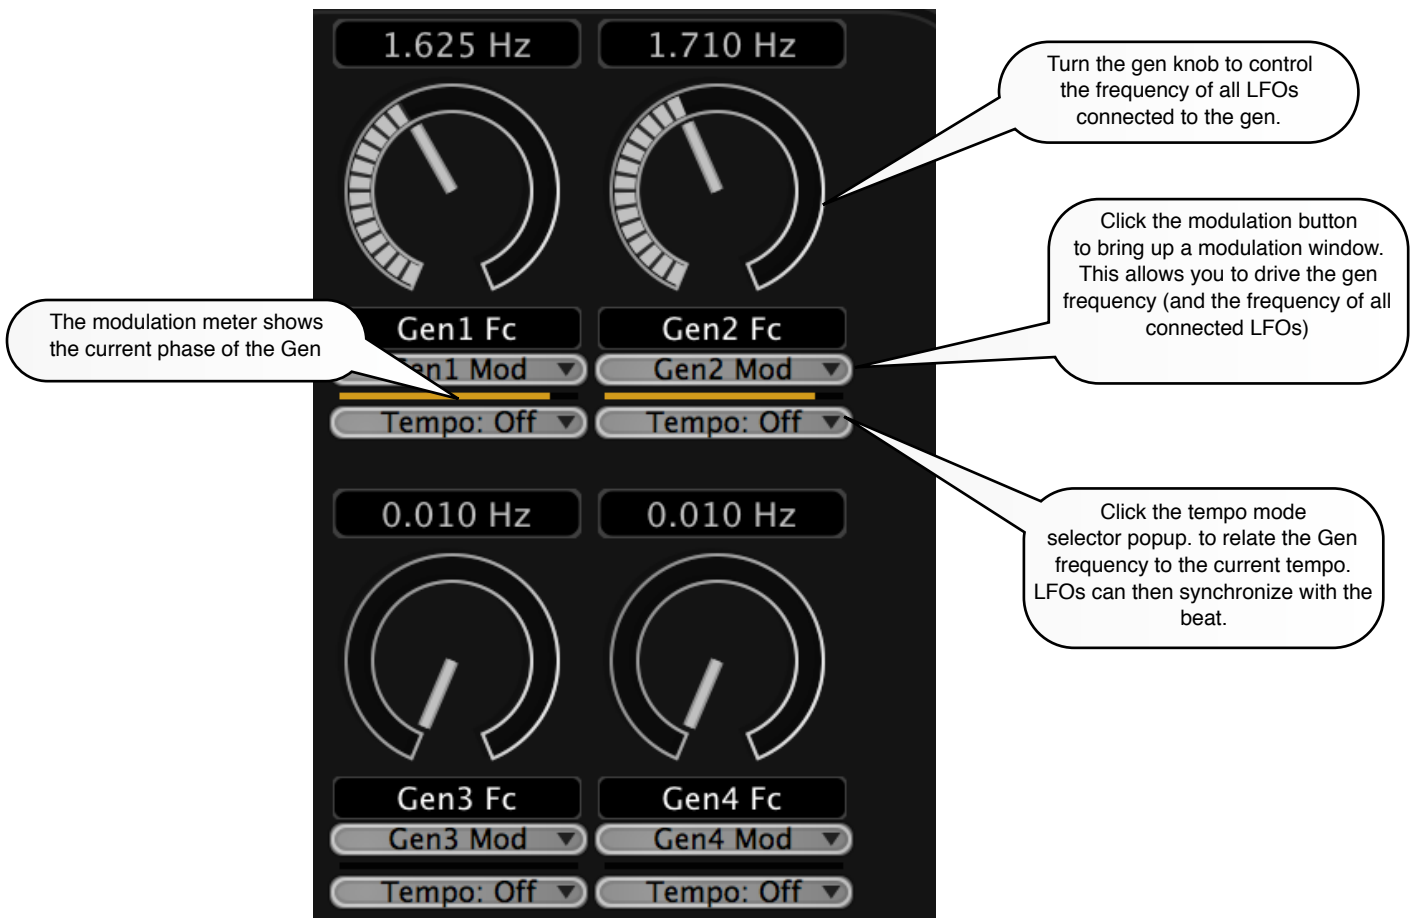 1.625 Hz
1.710 Hz
Turn the gen knob to control
the frequency of all LFOs
connected to the gen.
Click the modulation button
to bring up a modulation window.
This allows you to drive the gen
frequency (and the frequency of all
connected LFOs)
The modulation meter shows
the current phase of the Gen
Gen1 Fc
Gen2 Fc
en1 Mod
Gen2 Mod
Tempo: Off
Tempo: Off
0.010 Hz
0.010 Hz
Click the tempo mode
selector popup. to relate the Gen
frequency to the current tempo.
LFOs can then synchronize with the
beat.
Gen3 Fc
Gen4 Fc
Gen3 Mod
Gen4 Mod
Tempo: Off
Tempo: Off